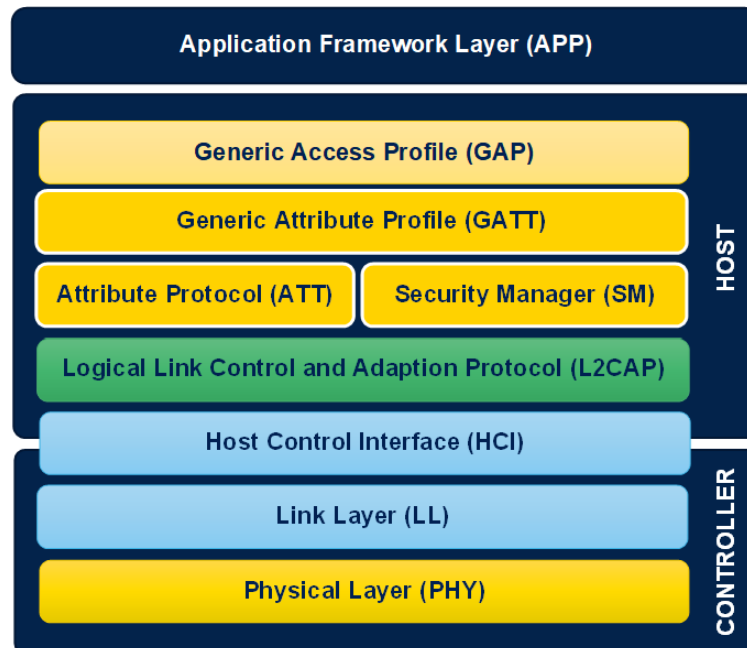 Application Framework Layer (APP)
Generic Access Profile (GAP)
Generic Attribute Profile (GATT)
HOST
Attribute Protocol (ATT)
Security Manager (SM)
Logical Link Control and Adaption Protocol (L2CAP)
Host Control Interface (HCI)
Link Layer (LL)
CONTROLLER
Physical Layer (PHY)